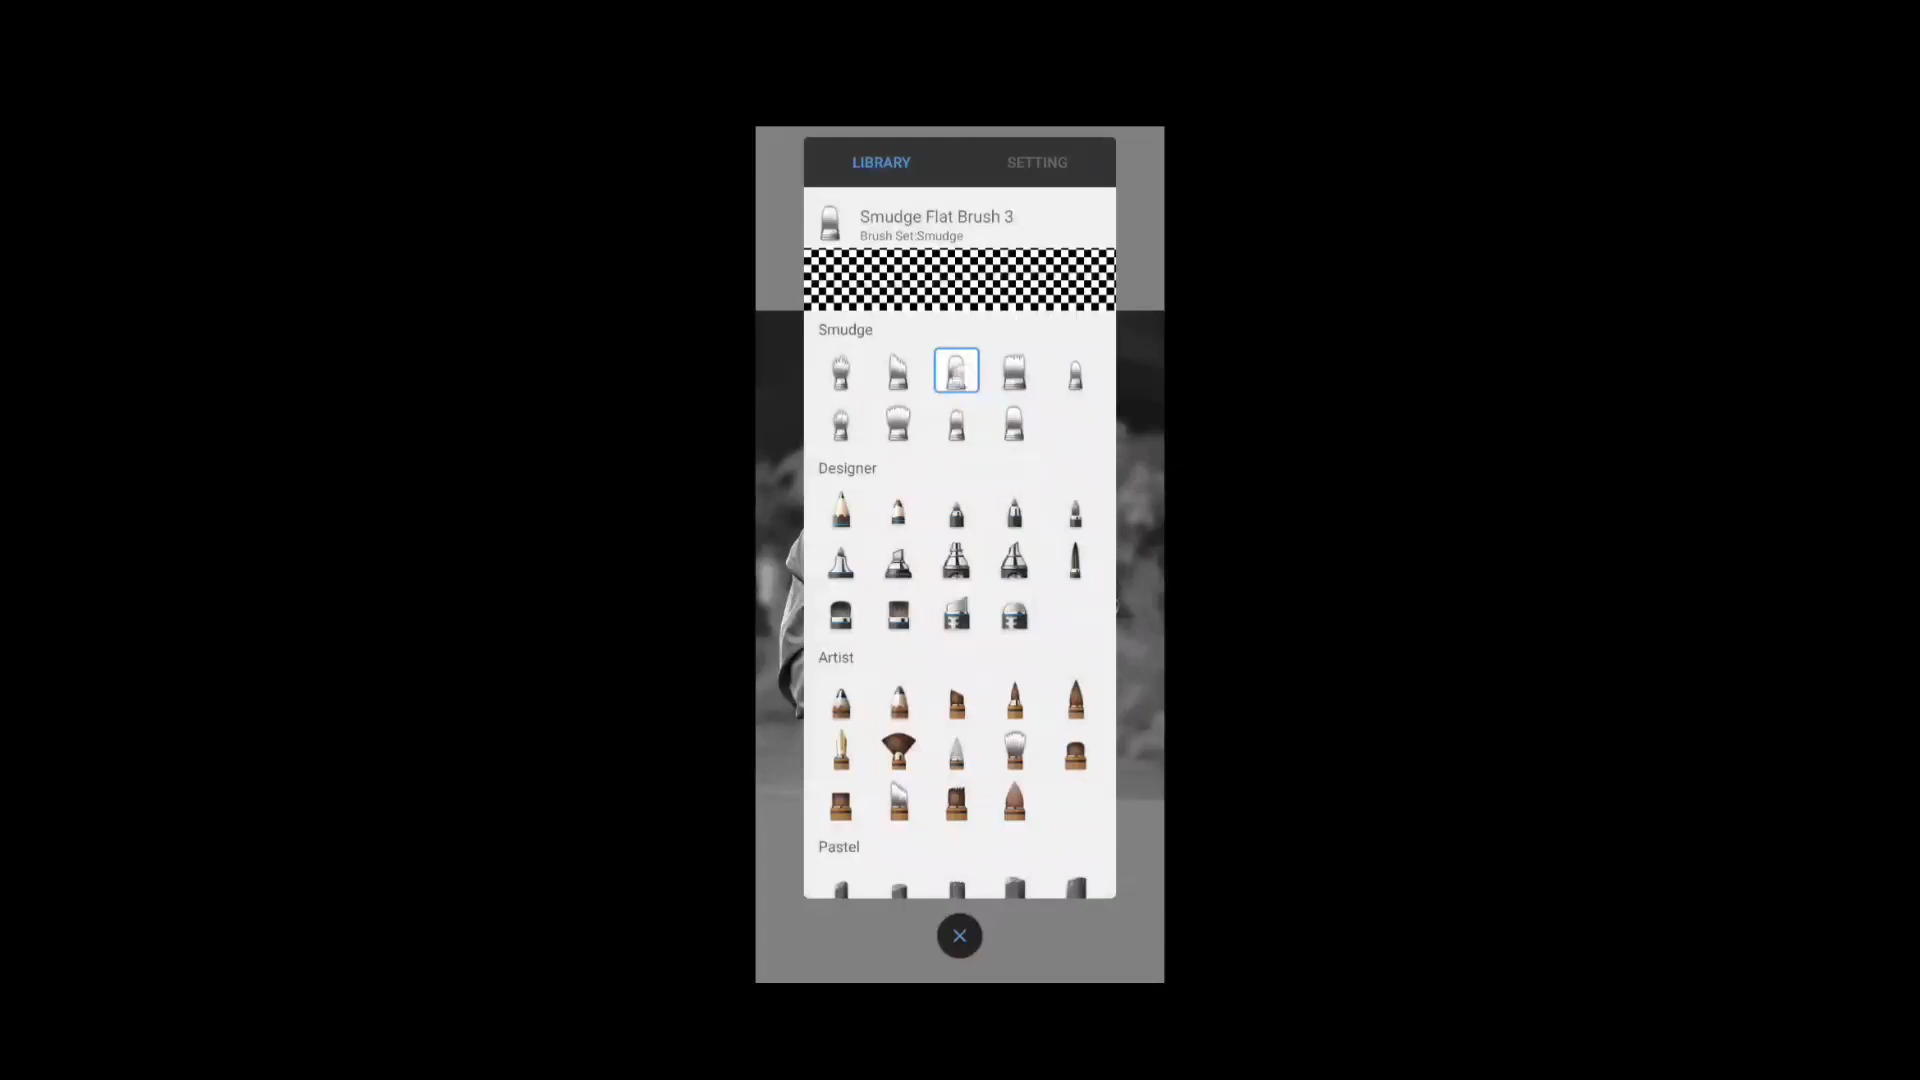 LIBRARY SETTING
Smudge Flat Brush 3
Brush Set:Smudge
Smudge
Designer
Artist
Pastel